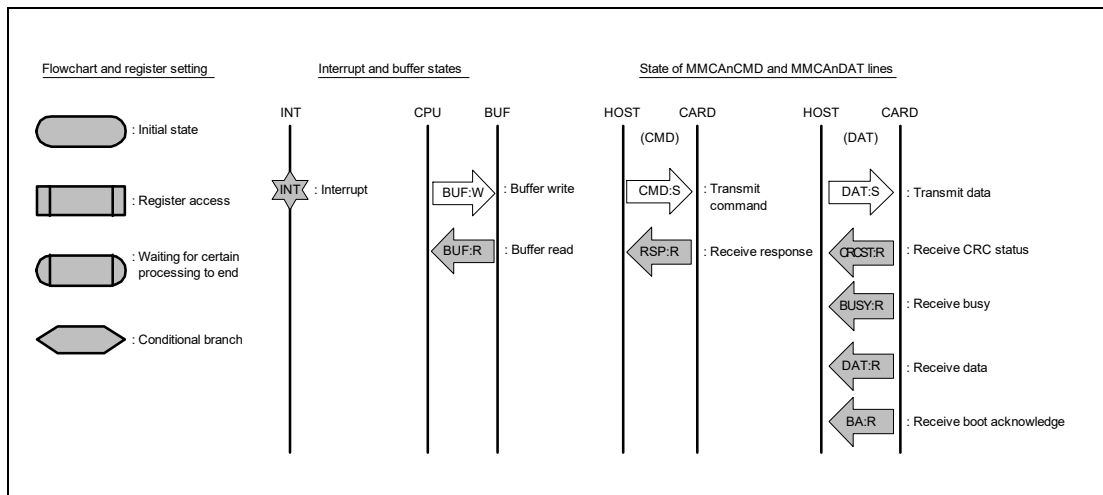 Flowchart and register setting
: Initial state
: Register access
: Waiting for certain
processing to end
: Conditional branch
Interrupt and buffer states
INT
CPU
BUF
INT
: Interrupt
BUF:W
: Buffer write
BUF:R
: Buffer read
State of MMCAnCMD and MMCAnDAT lines
HOST
CARD
(CMD)
CMD:S
: Transmit
command
RSP:R
: Receive response
HOST
CARD
(DAT)
DAT:S
: Transmit data
CRCST:R
: Receive CRC status
BUSY:R
: Receive busy
DAT:R
: Receive data
BA:R
: Receive boot acknowledge